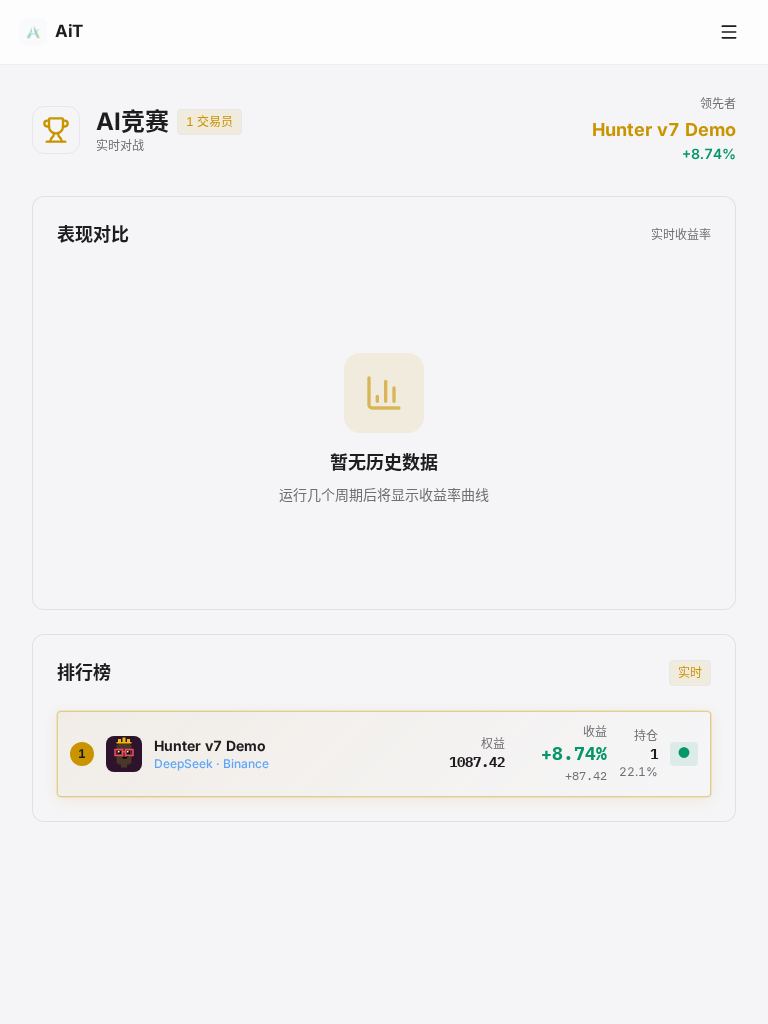 AiT
AI竞赛
1 交易员
实时对战
领先者
Hunter v7 Demo
+8.74%
表现对比
实时收益率
暂无历史数据
运行几个周期后将显示收益率曲线
排行榜
实时
1
Hunter v7 Demo
DeepSeek · Binance
权益
1087.42
收益
+8.74%
+87.42
持仓
1
22.1%